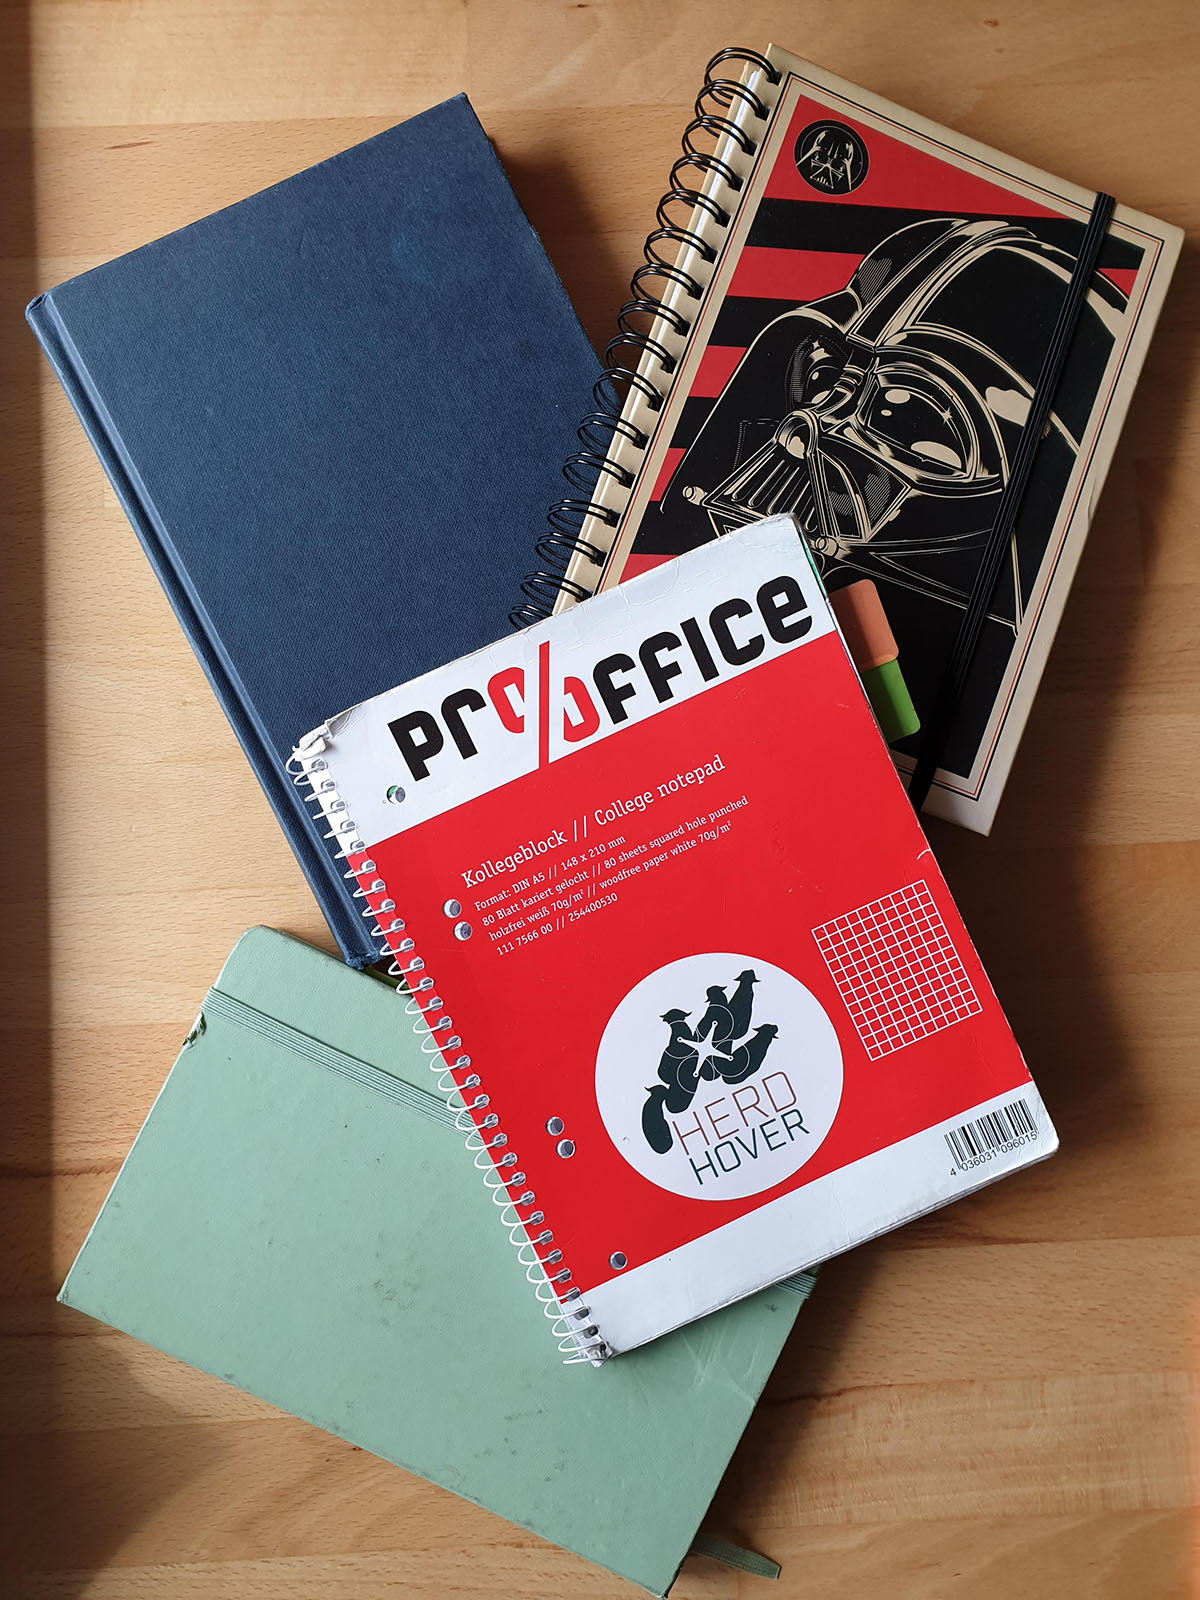 pro%office
Kollegeblock // College notepad
Format: DIN A5 // 148 x 210 mm
80 Blatt kariert gelocht // 80 sheets squared hole punched
holzfrei weiß 70g/m² // woodfree paper white 70g/m²
111 7566 00 // 254400530
HERD
HOVER
4 036031 096015